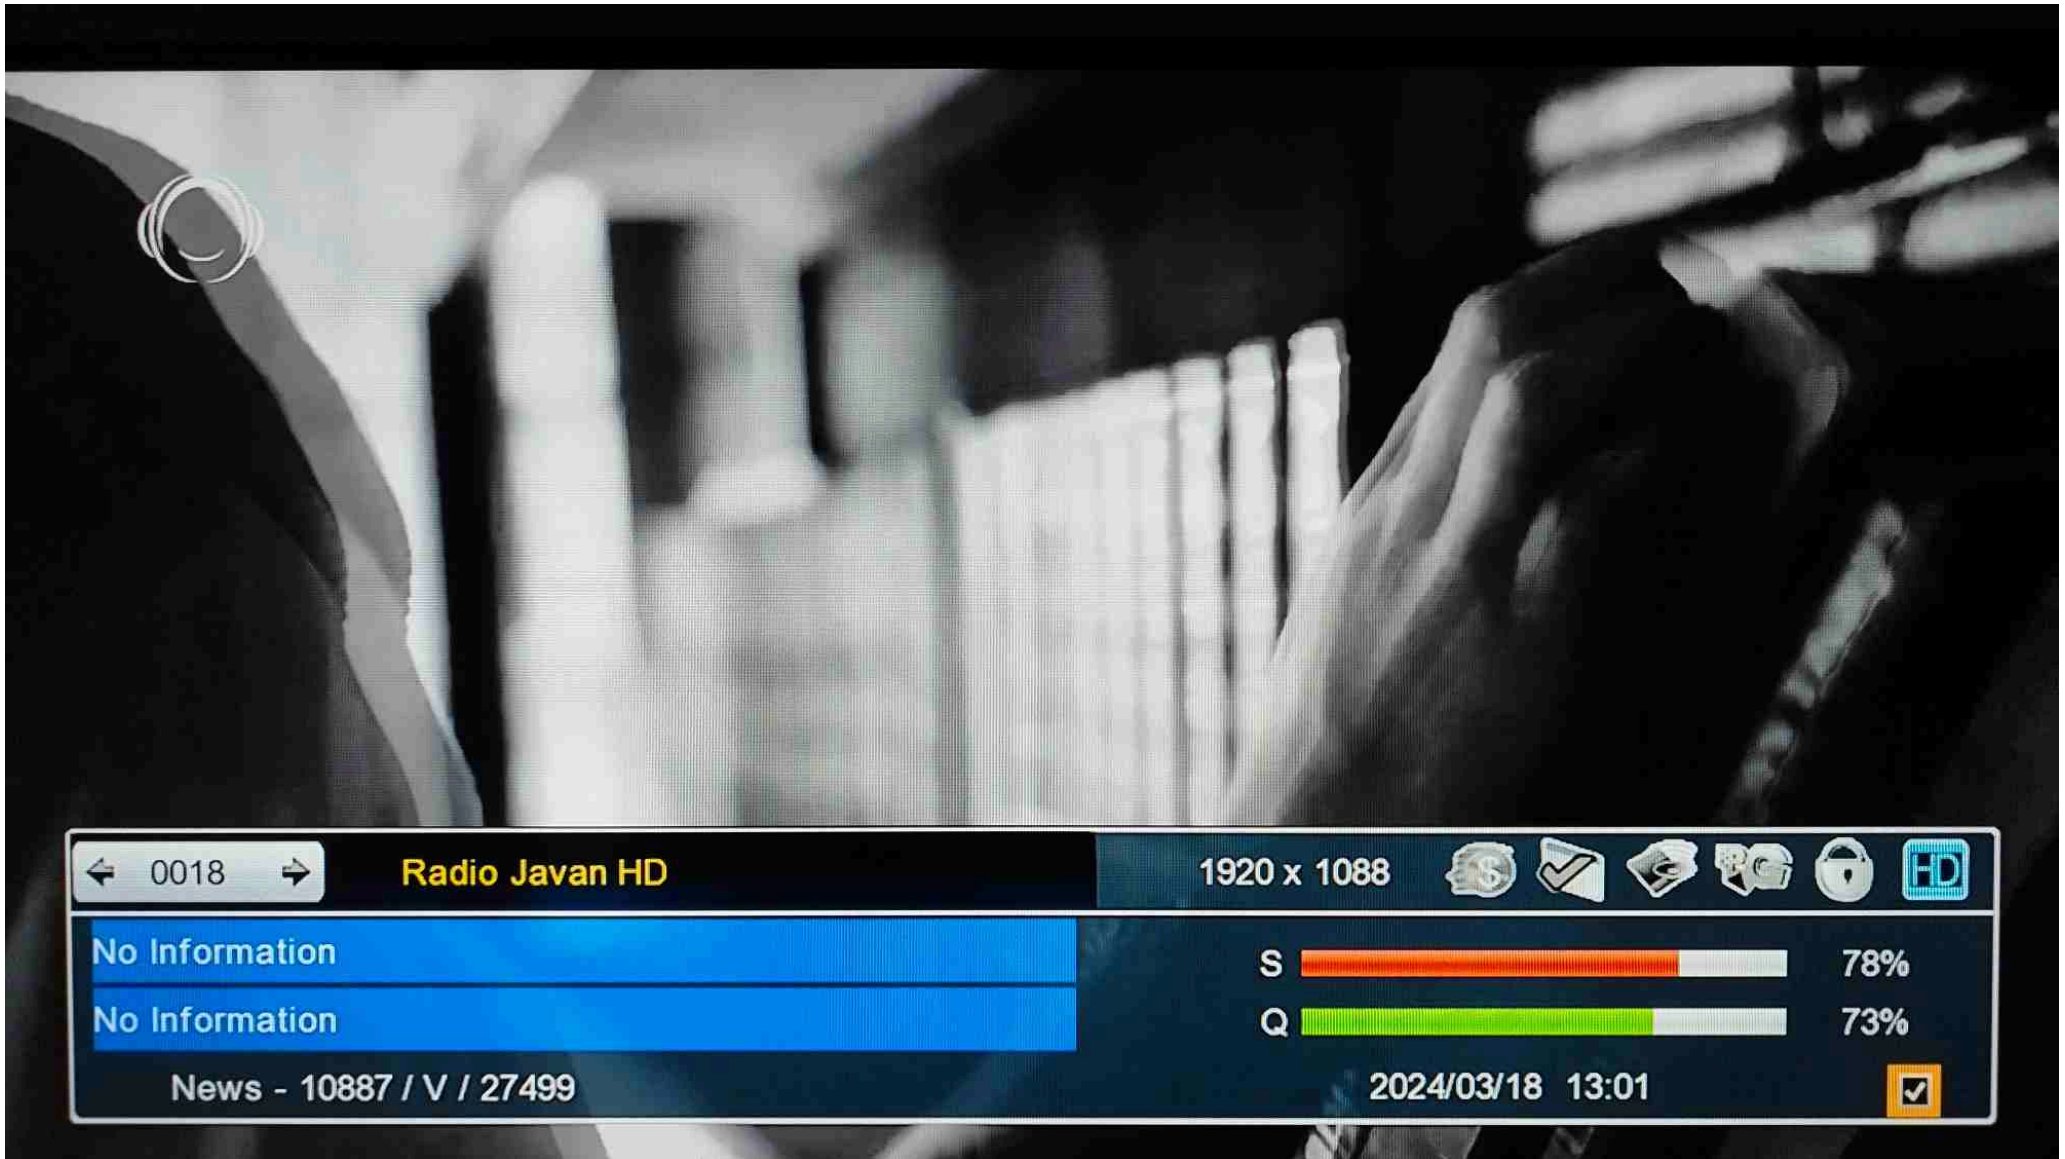 0018
Radio Javan HD
1920 x 1088
$
HD
No Information
S 78%
No Information
Q 73%
News - 10887 / V / 27499
2024/03/18 13:01